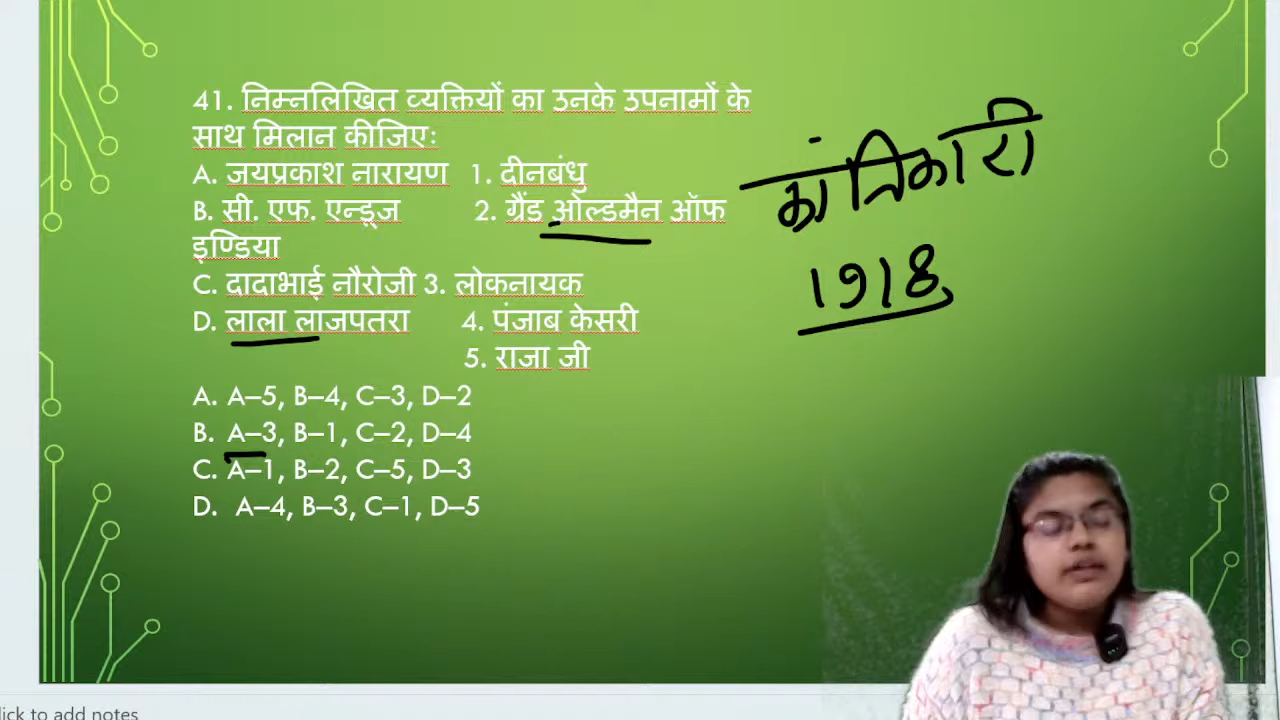 41. निम्नलिखित व्यक्तियों का उनके उपनामों के
साथ मिलान कीजिएः
A. जयप्रकाश नारायण 1. दीनबंधु
B. सी. एफ. एन्ड्रूज 2. ग्रैंड ओल्डमैन ऑफ
इण्डिया
C. दादाभाई नौरोजी 3. लोकनायक
D. लाला लाजपतरा 4. पंजाब केसरी
5. राजा जी
A. A–5, B–4, C–3, D–2
B. A–3, B–1, C–2, D–4
C. A–1, B–2, C–5, D–3
D. A–4, B–3, C–1, D–5
क्रांतिकारी
1918
lick to add notes